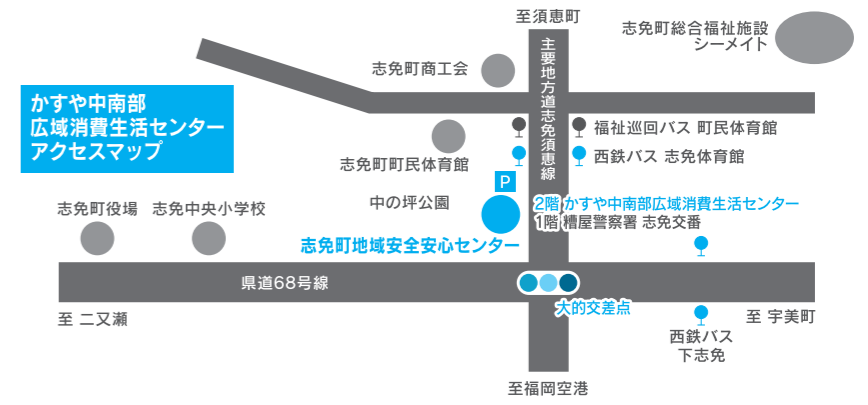 至須恵町
志免町総合福祉施設
シーメイト
主要地方道志免須恵線
志免町商工会
かすや中南部
広域消費生活センター
アクセスマップ
福祉巡回バス 町民体育館
志免町町民体育館
西鉄バス 志免体育館
P
中の坪公園
2階 かすや中南部広域消費生活センター
1階 糟屋警察署 志免交番
志免町役場
志免中央小学校
志免町地域安全安心センター
県道68号線
大的交差点
至 二又瀬
至 宇美町
西鉄バス
下志免
至福岡空港